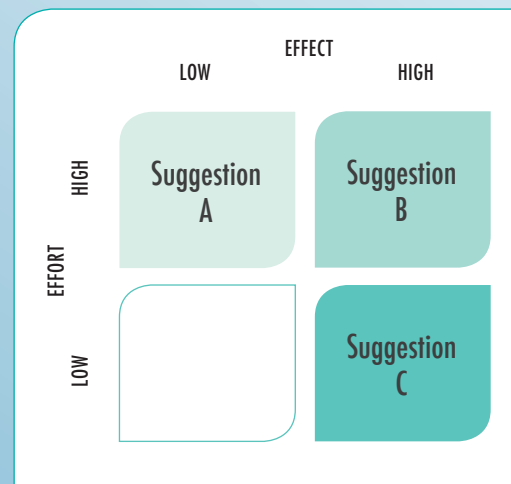 EFFECT
LOW
HIGH
EFFORT
HIGH
Suggestion
A
Suggestion
B
LOW
Suggestion
C